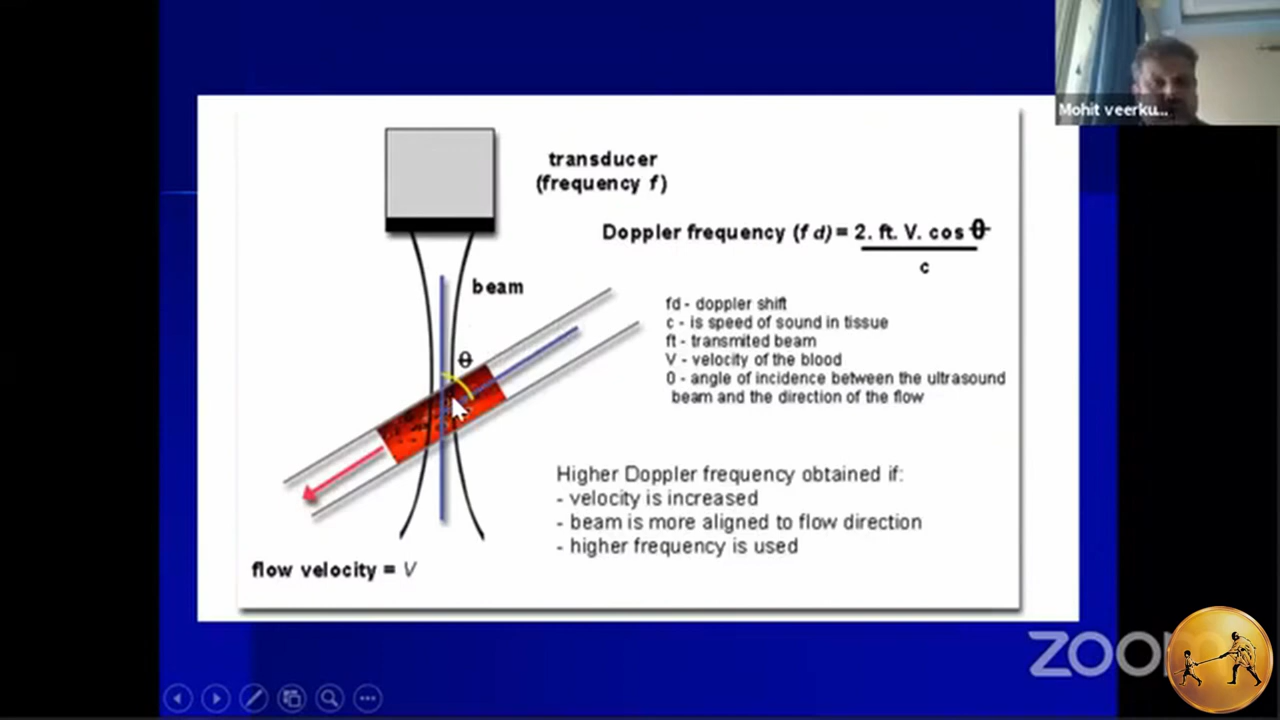 Mohit veerku...
transducer
(frequency f)
Doppler frequency (f d) = 2. ft. V. cos θ
c
beam
θ
fd - doppler shift
c - is speed of sound in tissue
ft - transmited beam
V - velocity of the blood
0 - angle of incidence between the ultrasound
beam and the direction of the flow
Higher Doppler frequency obtained if:
- velocity is increased
- beam is more aligned to flow direction
- higher frequency is used
flow velocity = V
zoom